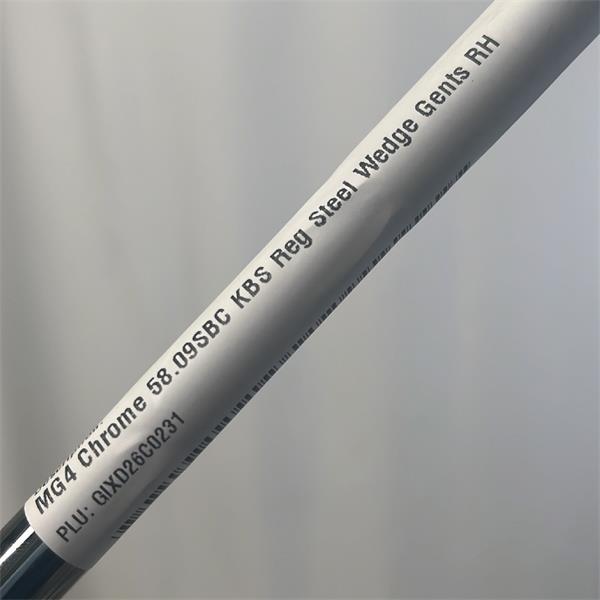 MG4 Chrome 58.09SBC KBS Reg Steel Wedge Gents RH
PLU: GIXD26C0231